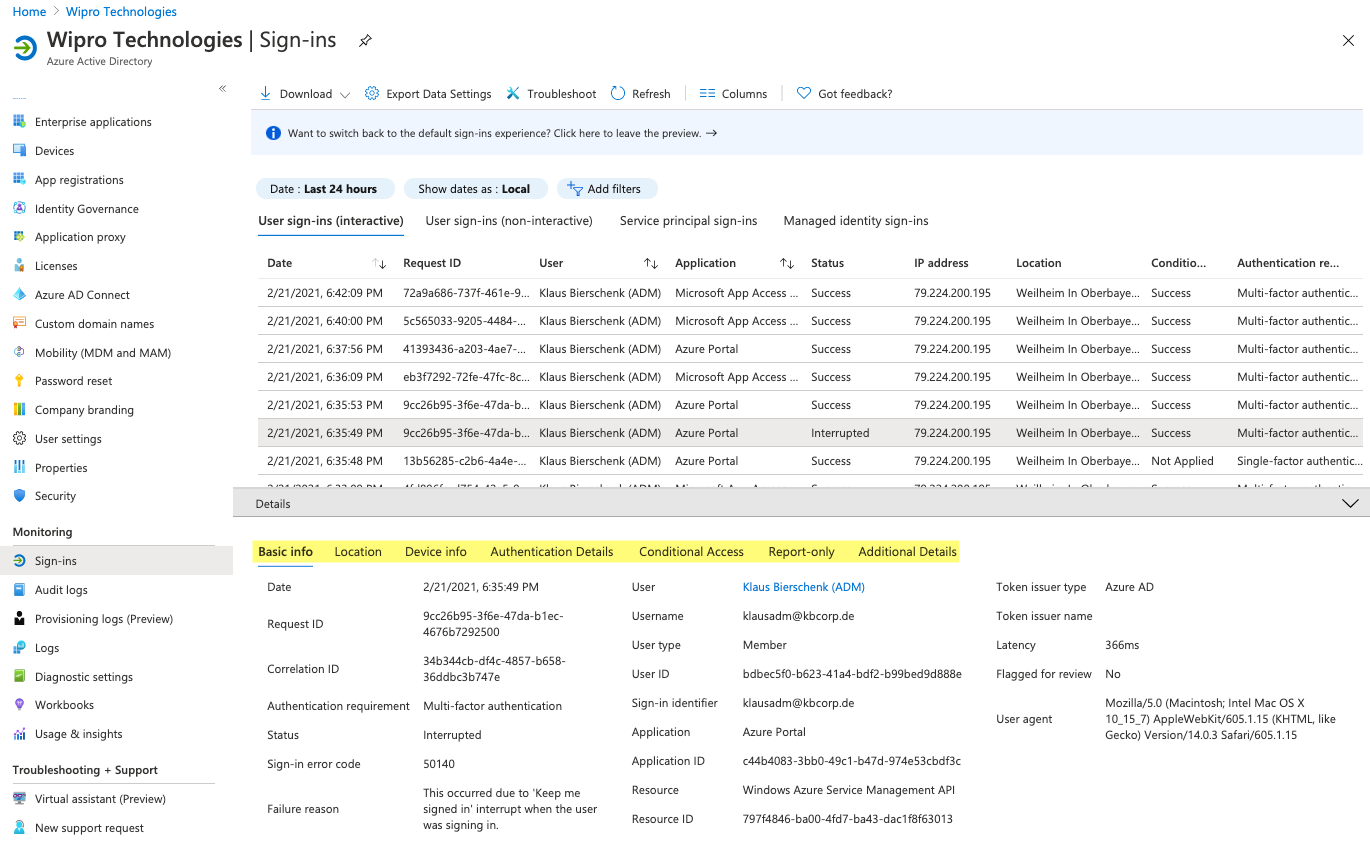 Home > Wipro Technologies
Wipro Technologies | Sign-ins
Azure Active Directory
«
Enterprise applications
Devices
App registrations
Identity Governance
Application proxy
Licenses
Azure AD Connect
Custom domain names
Mobility (MDM and MAM)
Password reset
Company branding
User settings
Properties
Security
Monitoring
Sign-ins
Audit logs
Provisioning logs (Preview)
Logs
Diagnostic settings
Workbooks
Usage & insights
Troubleshooting + Support
Virtual assistant (Preview)
New support request
Download Export Data Settings Troubleshoot Refresh Columns Got feedback?
Want to switch back to the default sign-ins experience? Click here to leave the preview. →
Date : Last 24 hours Show dates as : Local Add filters
User sign-ins (interactive) User sign-ins (non-interactive) Service principal sign-ins Managed identity sign-ins
Date Request ID User Application Status IP address Location Conditio... Authentication re...
2/21/2021, 6:42:09 PM 72a9a686-737f-461e-9... Klaus Bierschenk (ADM) Microsoft App Access ... Success 79.224.200.195 Weilheim In Oberbaye... Success Multi-factor authentic...
2/21/2021, 6:40:00 PM 5c565033-9205-4484-... Klaus Bierschenk (ADM) Microsoft App Access ... Success 79.224.200.195 Weilheim In Oberbaye... Success Multi-factor authentic...
2/21/2021, 6:37:56 PM 41393436-a203-4ae7-... Klaus Bierschenk (ADM) Azure Portal Success 79.224.200.195 Weilheim In Oberbaye... Success Multi-factor authentic...
2/21/2021, 6:36:09 PM eb3f7292-72fe-47fc-8c... Klaus Bierschenk (ADM) Microsoft App Access ... Success 79.224.200.195 Weilheim In Oberbaye... Success Multi-factor authentic...
2/21/2021, 6:35:53 PM 9cc26b95-3f6e-47da-b... Klaus Bierschenk (ADM) Azure Portal Success 79.224.200.195 Weilheim In Oberbaye... Success Multi-factor authentic...
2/21/2021, 6:35:49 PM 9cc26b95-3f6e-47da-b... Klaus Bierschenk (ADM) Azure Portal Interrupted 79.224.200.195 Weilheim In Oberbaye... Success Multi-factor authentic...
2/21/2021, 6:35:48 PM 13b56285-c2b6-4a4e-... Klaus Bierschenk (ADM) Azure Portal Success 79.224.200.195 Weilheim In Oberbaye... Not Applied Single-factor authentic...
Details
Basic info Location Device info Authentication Details Conditional Access Report-only Additional Details
Date 2/21/2021, 6:35:49 PM
Request ID 9cc26b95-3f6e-47da-b1ec-
4676b7292500
Correlation ID 34b344cb-df4c-4857-b658-
36ddbc3b747e
Authentication requirement Multi-factor authentication
Status Interrupted
Sign-in error code 50140
Failure reason This occurred due to 'Keep me
signed in' interrupt when the user
was signing in.
User Klaus Bierschenk (ADM)
Username klausadm@kbcorp.de
User type Member
User ID bdbec5f0-b623-41a4-bdf2-b99bed9d888e
Sign-in identifier klausadm@kbcorp.de
Application Azure Portal
Application ID c44b4083-3bb0-49c1-b47d-974e53cbdf3c
Resource Windows Azure Service Management API
Resource ID 797f4846-ba00-4fd7-ba43-dac1f8f63013
Token issuer type Azure AD
Token issuer name
Latency 366ms
Flagged for review No
User agent Mozilla/5.0 (Macintosh; Intel Mac OS X
10_15_7) AppleWebKit/605.1.15 (KHTML, like
Gecko) Version/14.0.3 Safari/605.1.15